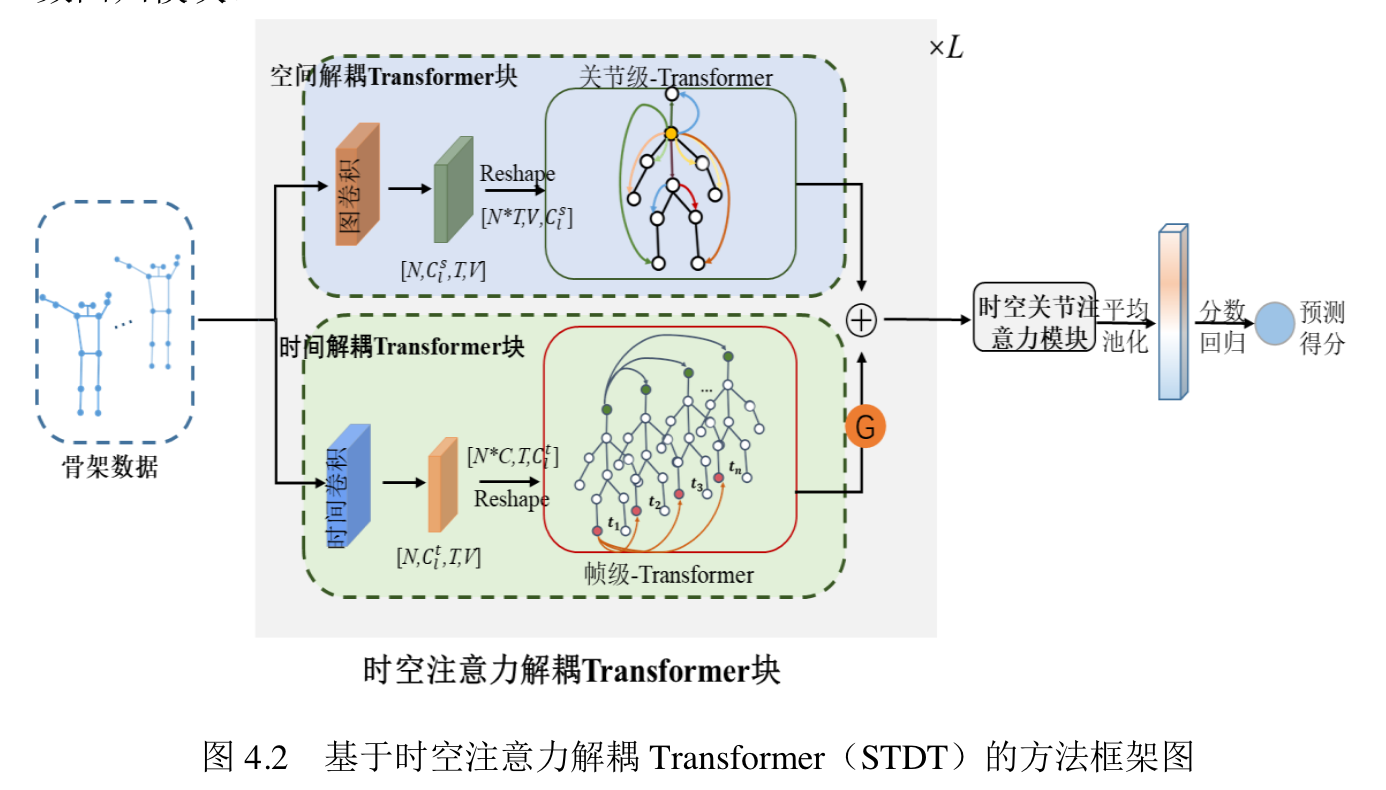 ×L
空间解耦Transformer块
关节级-Transformer
图卷积
Reshape
[N*T,V,C_l^s]
[N,C_l^s,T,V]
骨架数据
...
时间解耦Transformer块
时间卷积
[N*C,T,C_l^t]
Reshape
[N,C_l^t,T,V]
...
t_1
t_2
t_3
t_n
帧级-Transformer
G
时空关节注
意力模块
平均
池化
分数
回归
预测
得分
时空注意力解耦Transformer块
图 4.2 基于时空注意力解耦 Transformer（STDT）的方法框架图